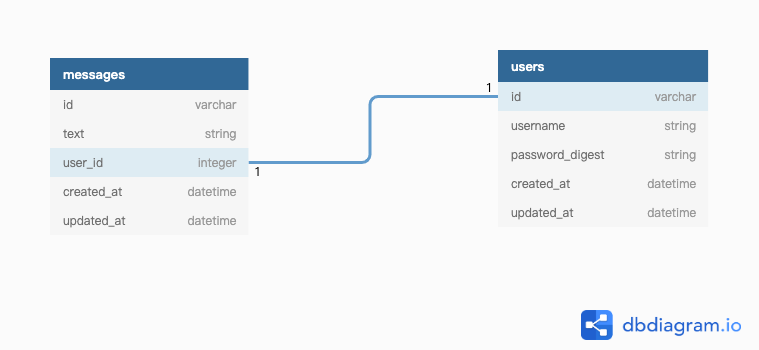 messages
id varchar
text string
user_id integer
created_at datetime
updated_at datetime
1
1
users
id varchar
username string
password_digest string
created_at datetime
updated_at datetime
dbdiagram.io